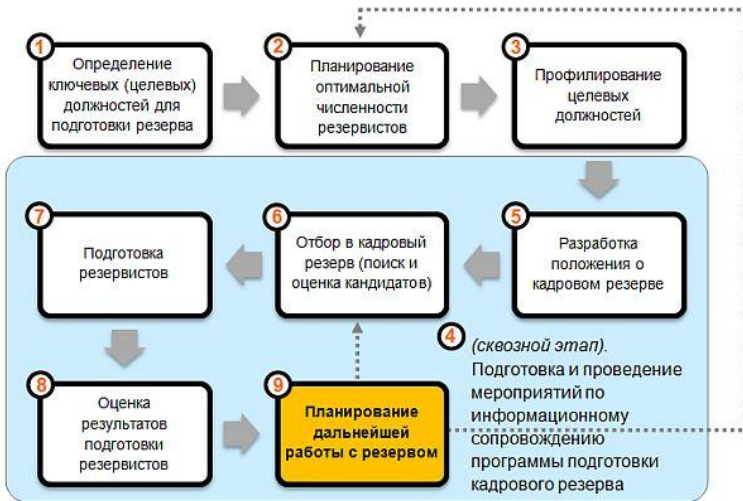 1
Определение
ключевых (целевых)
должностей для
подготовки резерва
2
Планирование
оптимальной
численности
резервистов
3
Профилирование
целевых
должностей
4
(сквозной этап).
Подготовка и проведение
мероприятий по
информационному
сопровождению
программы подготовки
кадрового резерва
5
Разработка
положения о
кадровом резерве
6
Отбор в кадровый
резерв (поиск и
оценка кандидатов)
7
Подготовка
резервистов
8
Оценка
результатов
подготовки
резервистов
9
Планирование
дальнейшей
работы с резервом